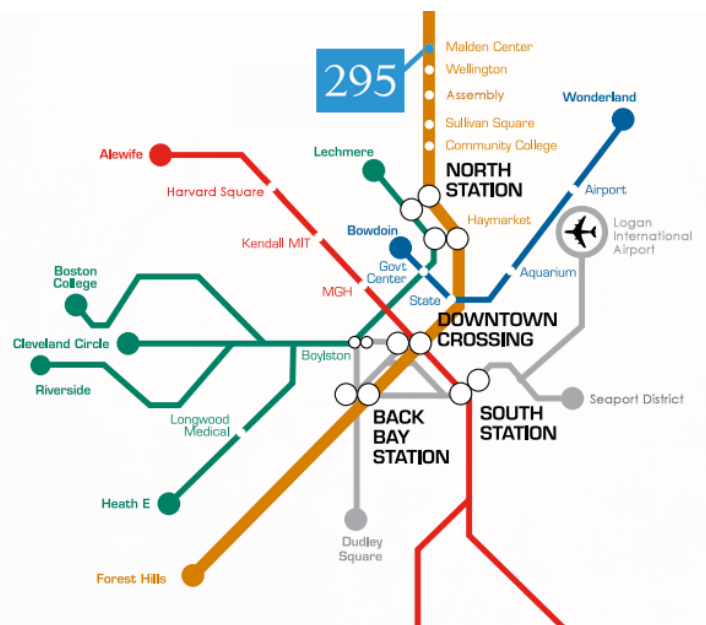 Malden Center
295
Wellington
Assembly
Wonderland
Sullivan Square
Community College
Lechmere
Alewife
NORTH
STATION
Harvard Square
Airport
Haymarket
Logan
International
Airport
Bowdoin
Kendall MIT
Govt
Center
Boston
College
Aquarium
MGH
State
DOWNTOWN
CROSSING
Cleveland Circle
Boylston
Riverside
Seaport District
BACK
BAY
STATION
SOUTH
STATION
Longwood
Medical
Heath E
Dudley
Square
Forest Hills